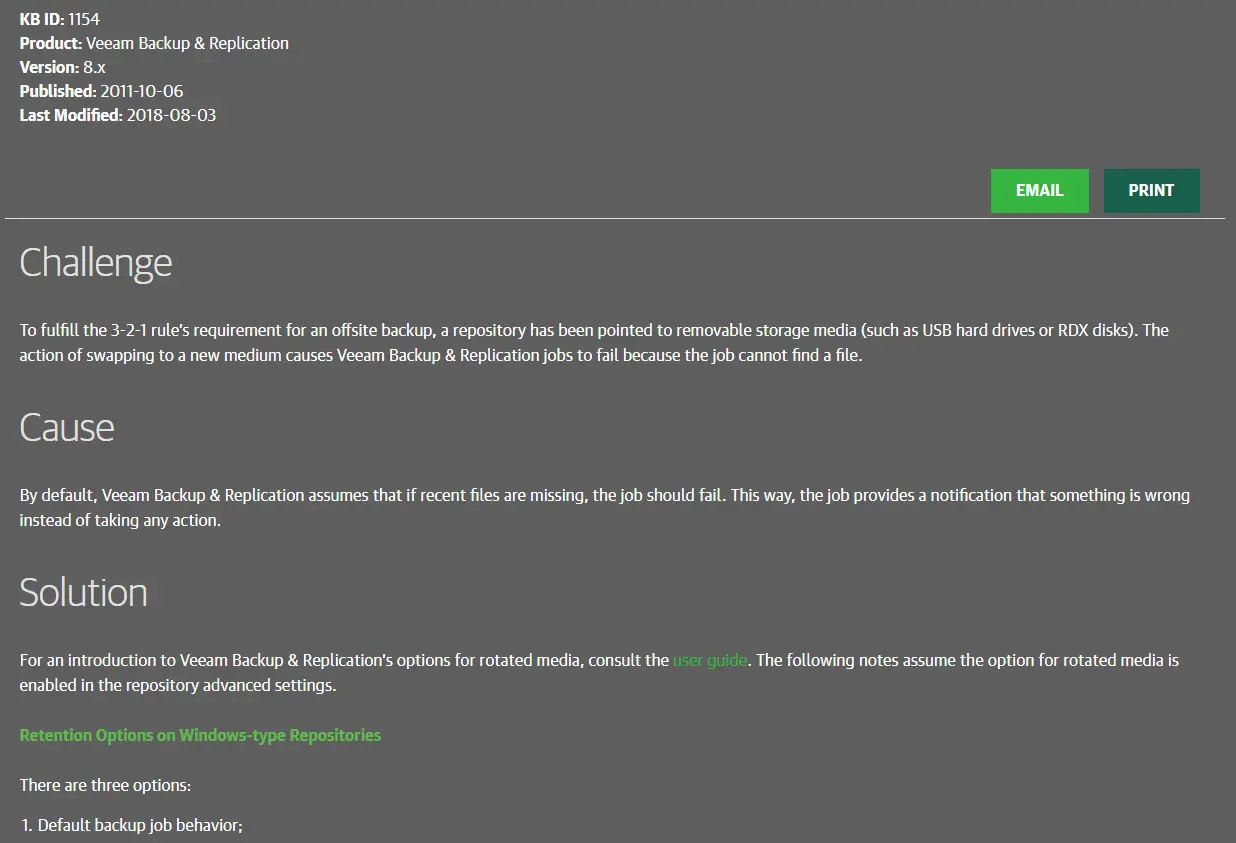 KB ID: 1154
Product: Veeam Backup & Replication
Version: 8.x
Published: 2011-10-06
Last Modified: 2018-08-03
EMAIL PRINT
Challenge
To fulfill the 3-2-1 rule's requirement for an offsite backup, a repository has been pointed to removable storage media (such as USB hard drives or RDX disks). The
action of swapping to a new medium causes Veeam Backup & Replication jobs to fail because the job cannot find a file.
Cause
By default, Veeam Backup & Replication assumes that if recent files are missing, the job should fail. This way, the job provides a notification that something is wrong
instead of taking any action.
Solution
For an introduction to Veeam Backup & Replication's options for rotated media, consult the user guide. The following notes assume the option for rotated media is
enabled in the repository advanced settings.
Retention Options on Windows-type Repositories
There are three options:
1. Default backup job behavior;